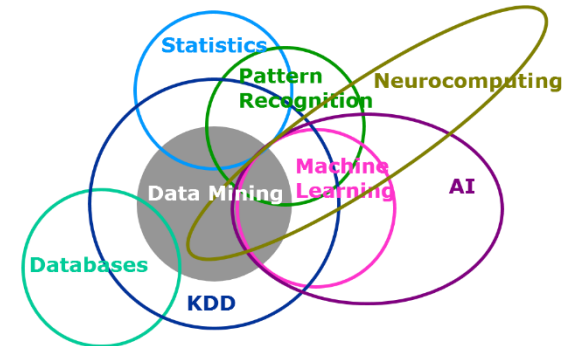 Statistics
Pattern
Recognition
Neurocomputing
Machine
Learning
Data Mining
AI
Databases
KDD